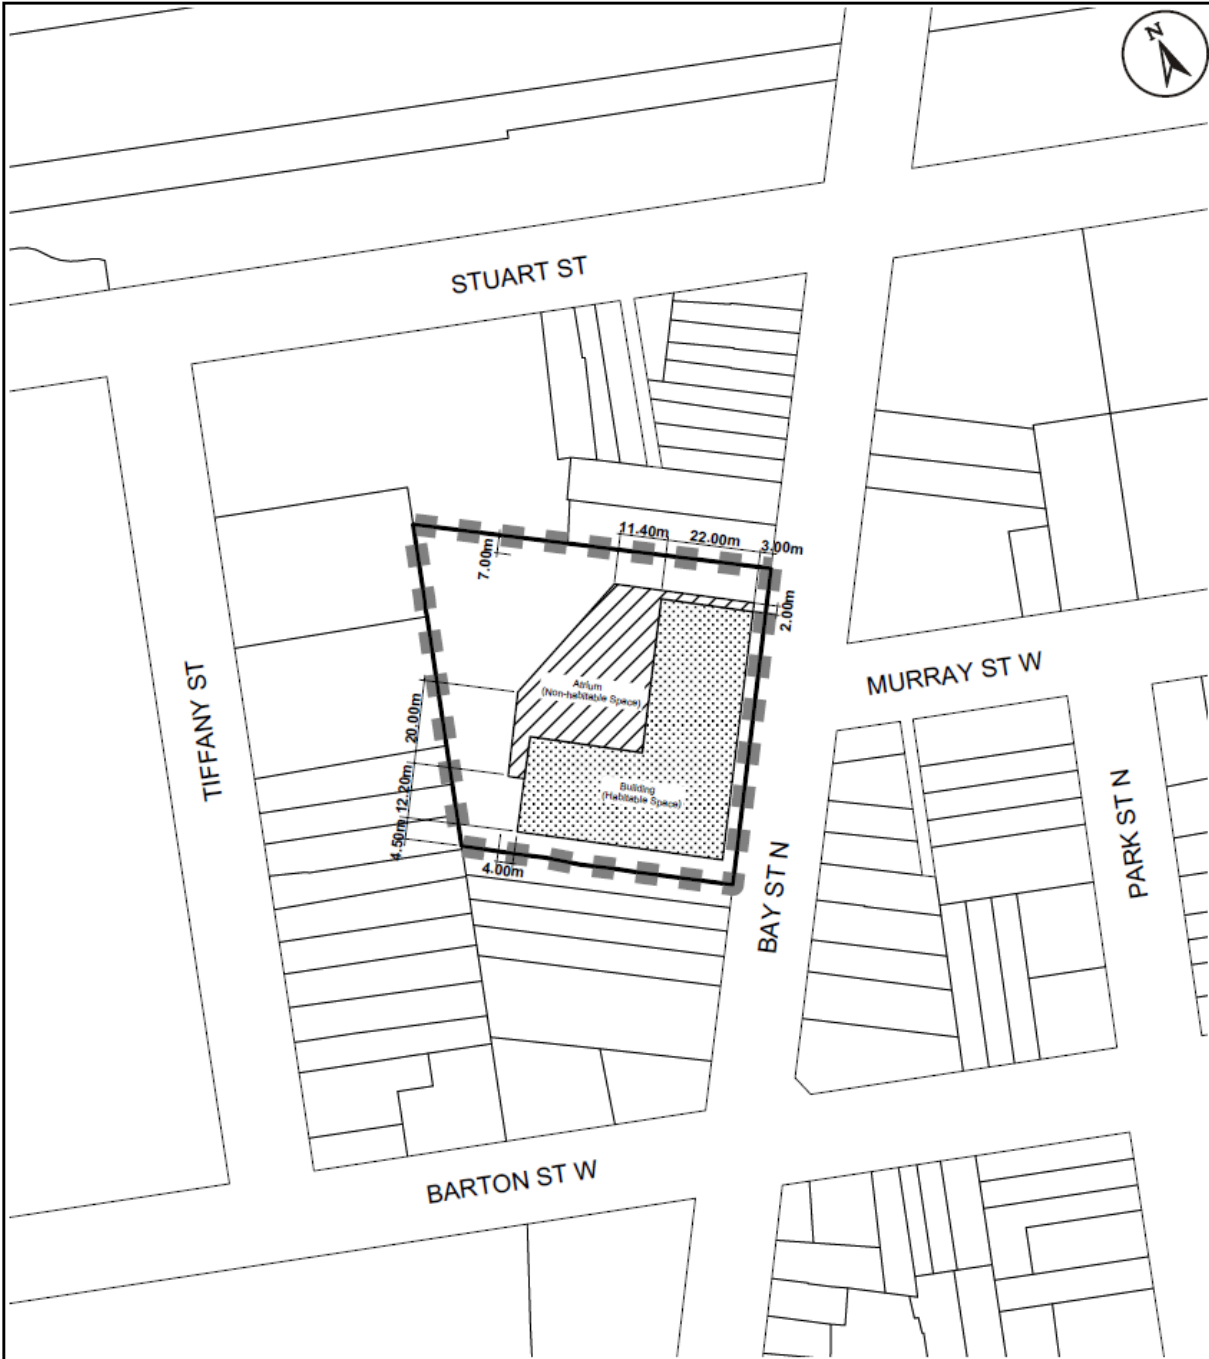 N
STUART ST
11.40m
22.00m
3.00m
7.00m
2.00m
Atrium
(Non-habitable Space)
MURRAY ST W
TIFFANY ST
20.00m
12.20m
4.50m
Building
(Habitable Space)
4.00m
BAY ST N
PARK ST N
BARTON ST W